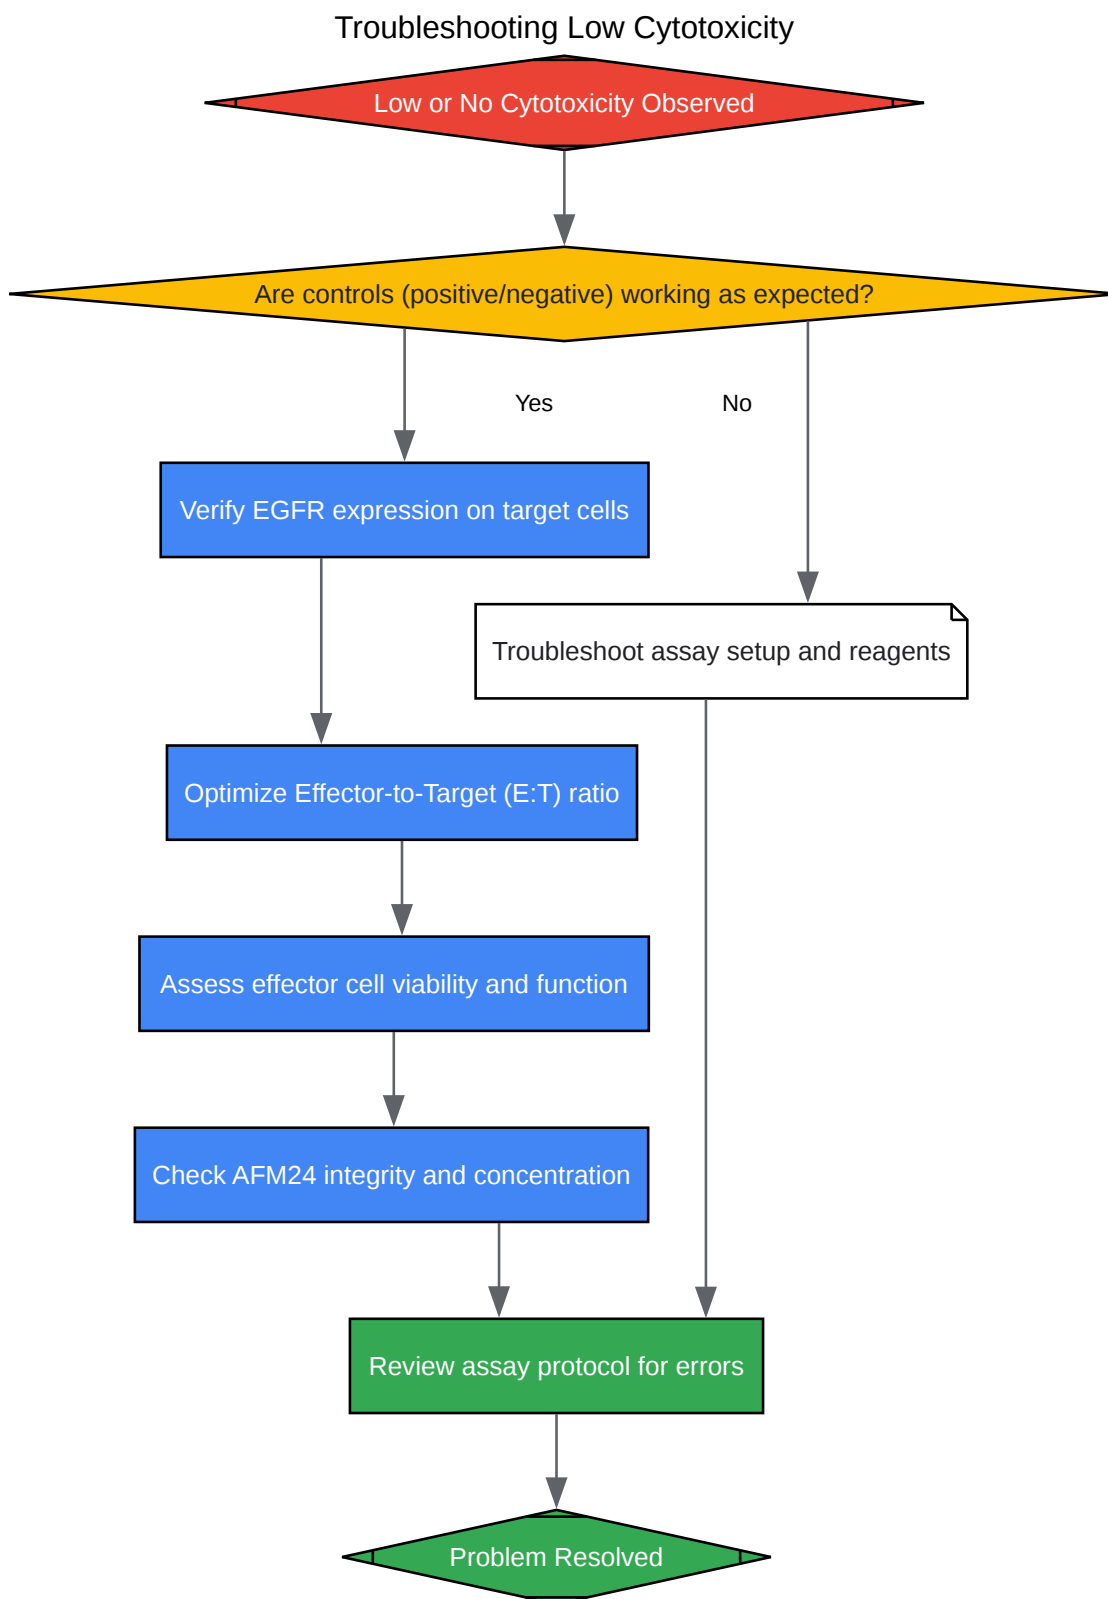 Troubleshooting Low Cytotoxicity
Low or No Cytotoxicity Observed
Are controls (positive/negative) working as expected?
Yes
No
Verify EGFR expression on target cells
Troubleshoot assay setup and reagents
Optimize Effector-to-Target (E:T) ratio
Assess effector cell viability and function
Check AFM24 integrity and concentration
Review assay protocol for errors
Problem Resolved